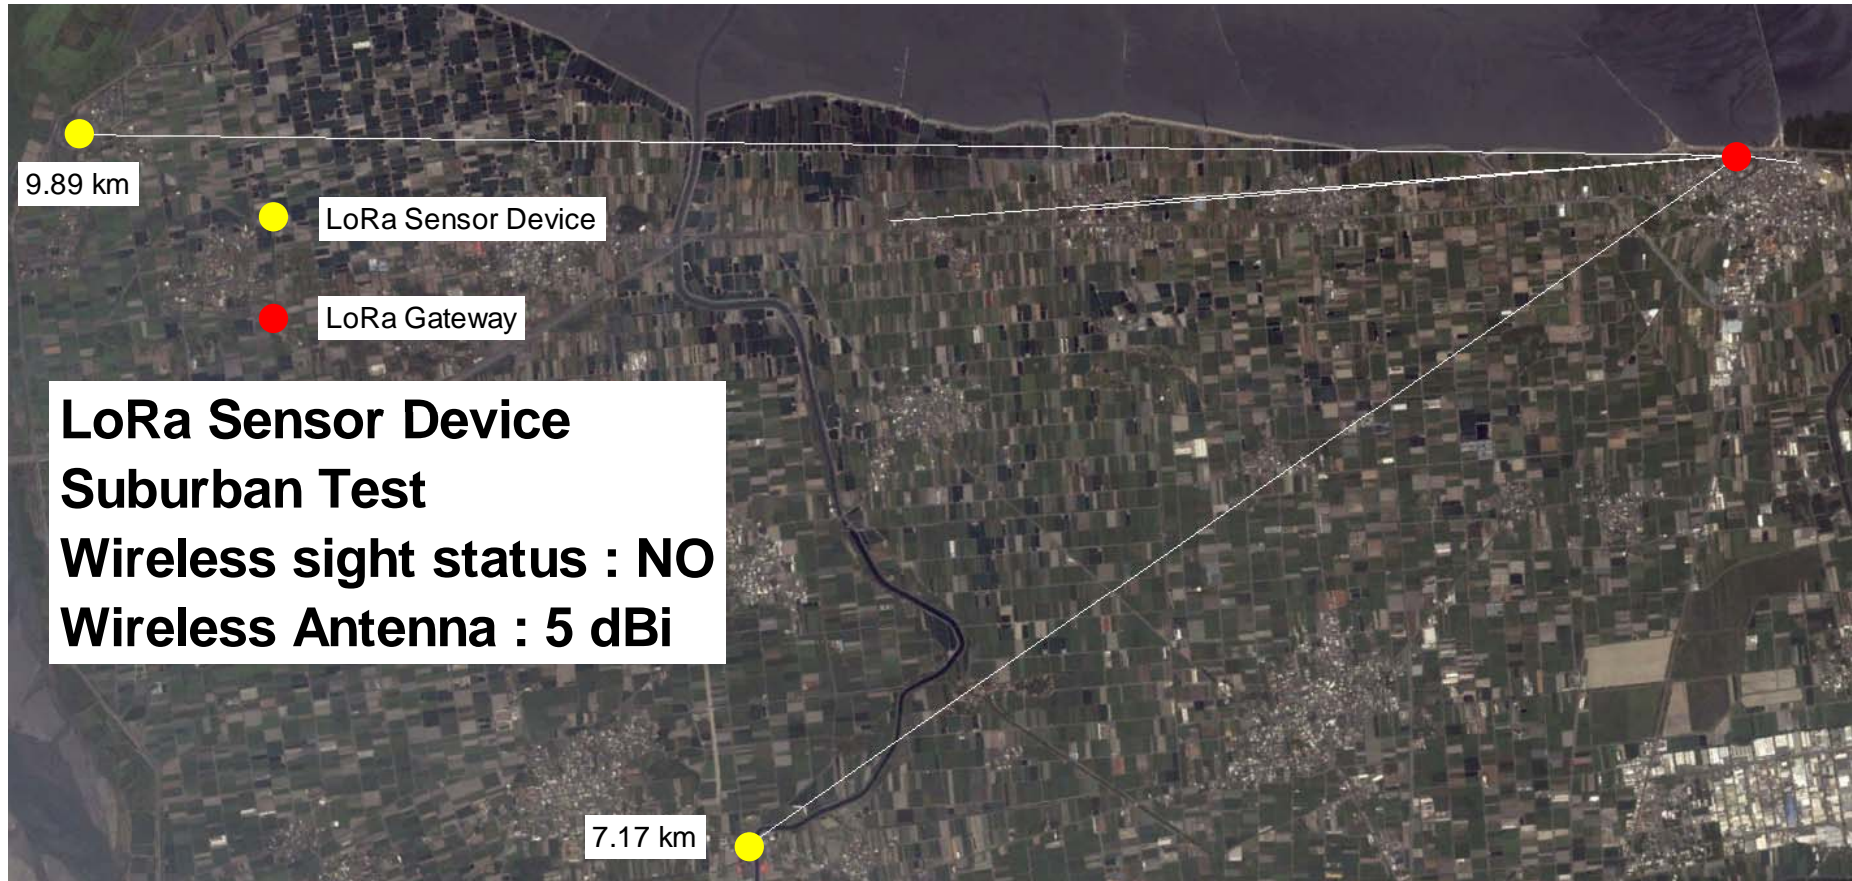 9.89 km
LoRa Sensor Device
LoRa Gateway
LoRa Sensor Device
Suburban Test
Wireless sight status : NO
Wireless Antenna : 5 dBi
7.17 km